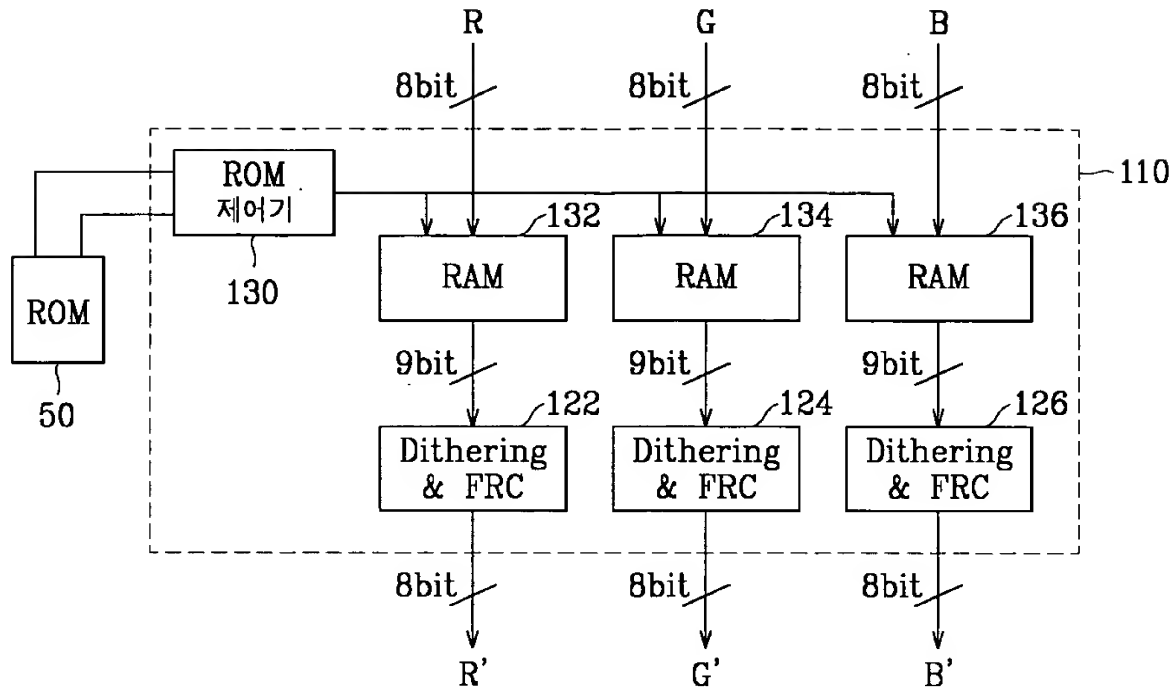 R G B
8bit 8bit 8bit
110
ROM
제어기
132 134 136
130
RAM RAM RAM
ROM
50
9bit 9bit 9bit
122 124 126
Dithering Dithering Dithering
& FRC & FRC & FRC
8bit 8bit 8bit
R' G' B'